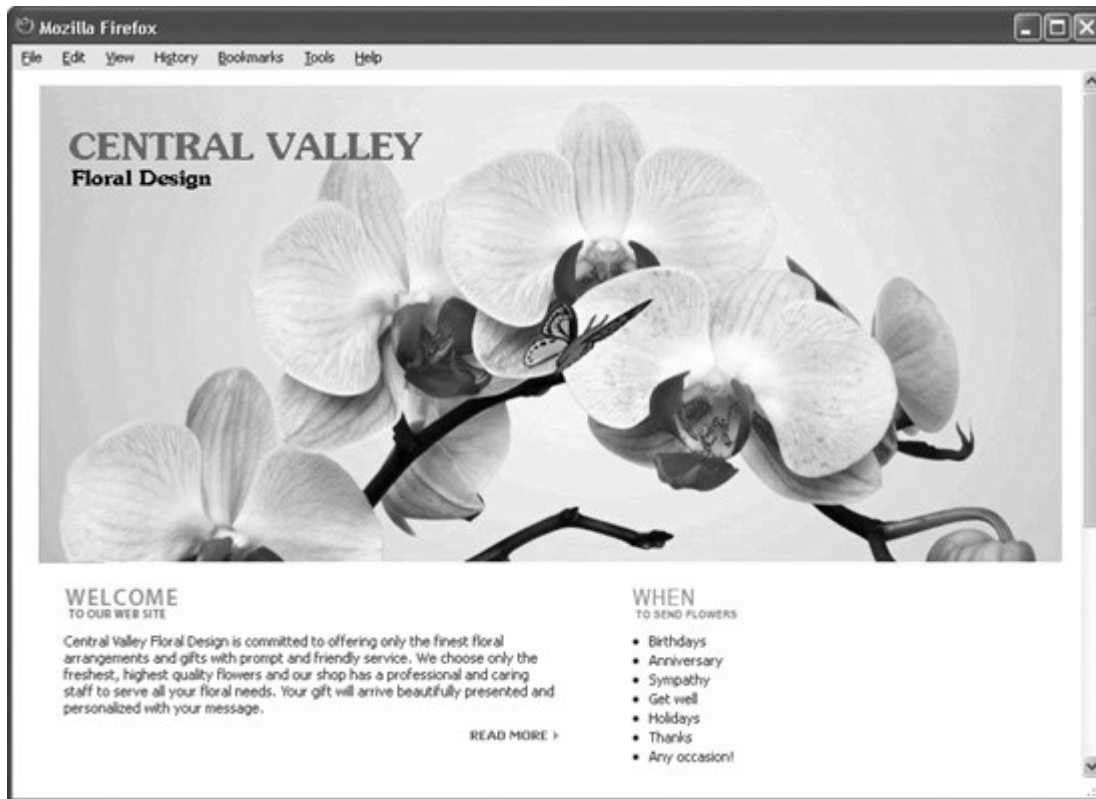 Mozilla Firefox
File Edit View History Bookmarks Tools Help
CENTRAL VALLEY
Floral Design
WELCOME
TO OUR WEB SITE
Central Valley Floral Design is committed to offering only the finest floral
arrangements and gifts with prompt and friendly service. We choose only the
freshest, highest quality flowers and our shop has a professional and caring
staff to serve all your floral needs. Your gift will arrive beautifully presented and
personalized with your message.
READ MORE
WHEN
TO SEND FLOWERS
• Birthdays
• Anniversary
• Sympathy
• Get well
• Holidays
• Thanks
• Any occasion!